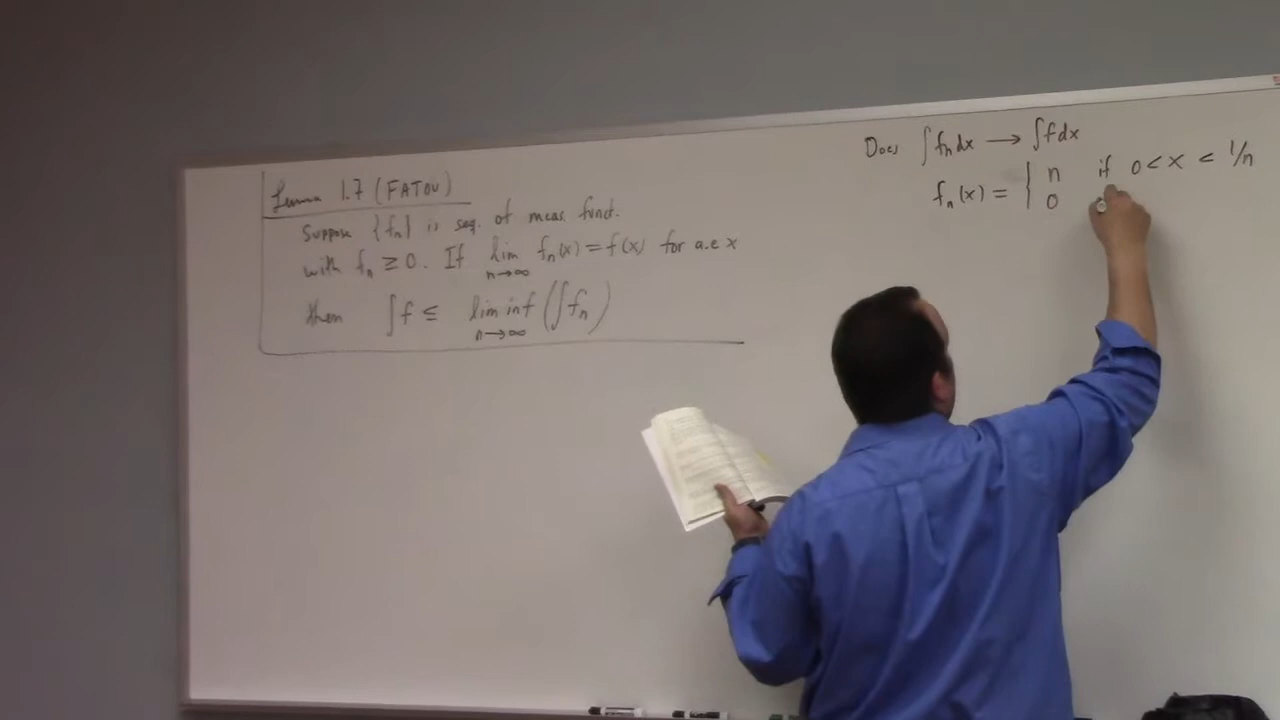 Lemma 1.7 (FATOU)
Suppose {fn} is seq. of meas. funct.
with fn ≥ 0. If lim n→∞ fn(x) = f(x) for a.e x
then ∫f ≤ lim inf n→∞ (∫fn)
Does ∫fn dx → ∫f dx
fn(x) = { n if 0 < x < 1/n
0